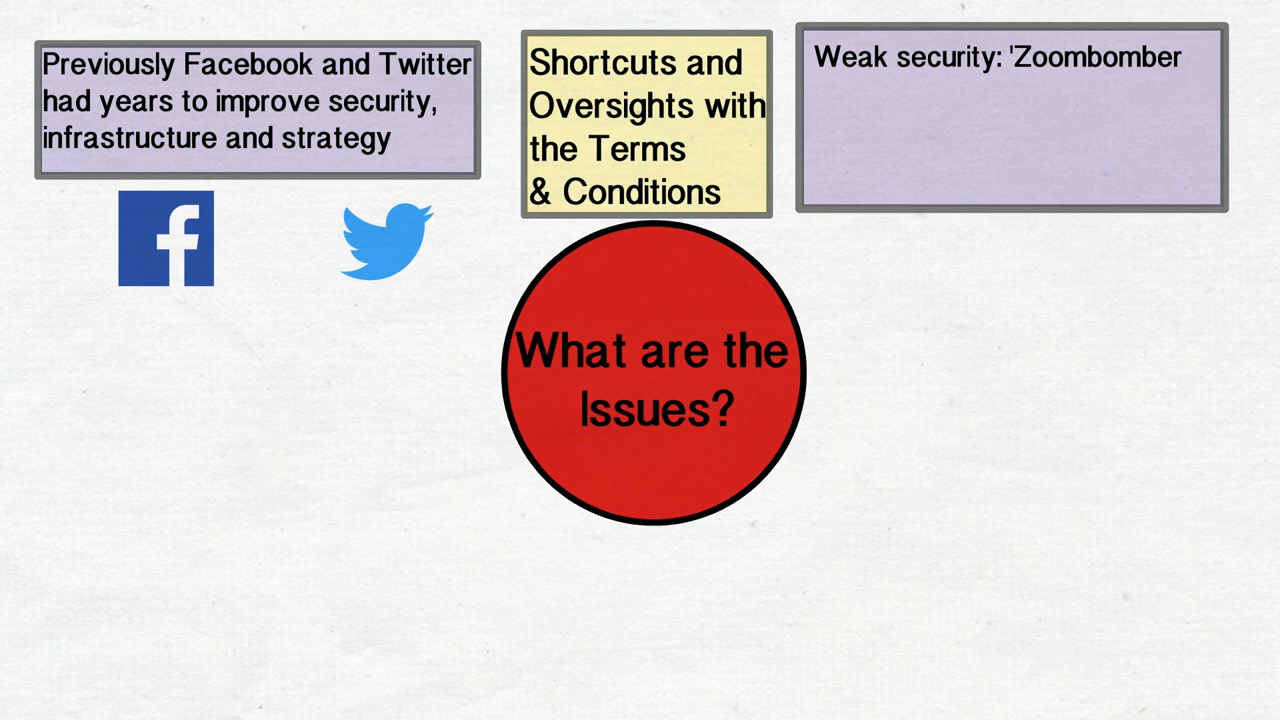 Previously Facebook and Twitter
had years to improve security,
infrastructure and strategy
Shortcuts and
Oversights with
the Terms
& Conditions
Weak security: 'Zoombomber
What are the
Issues?